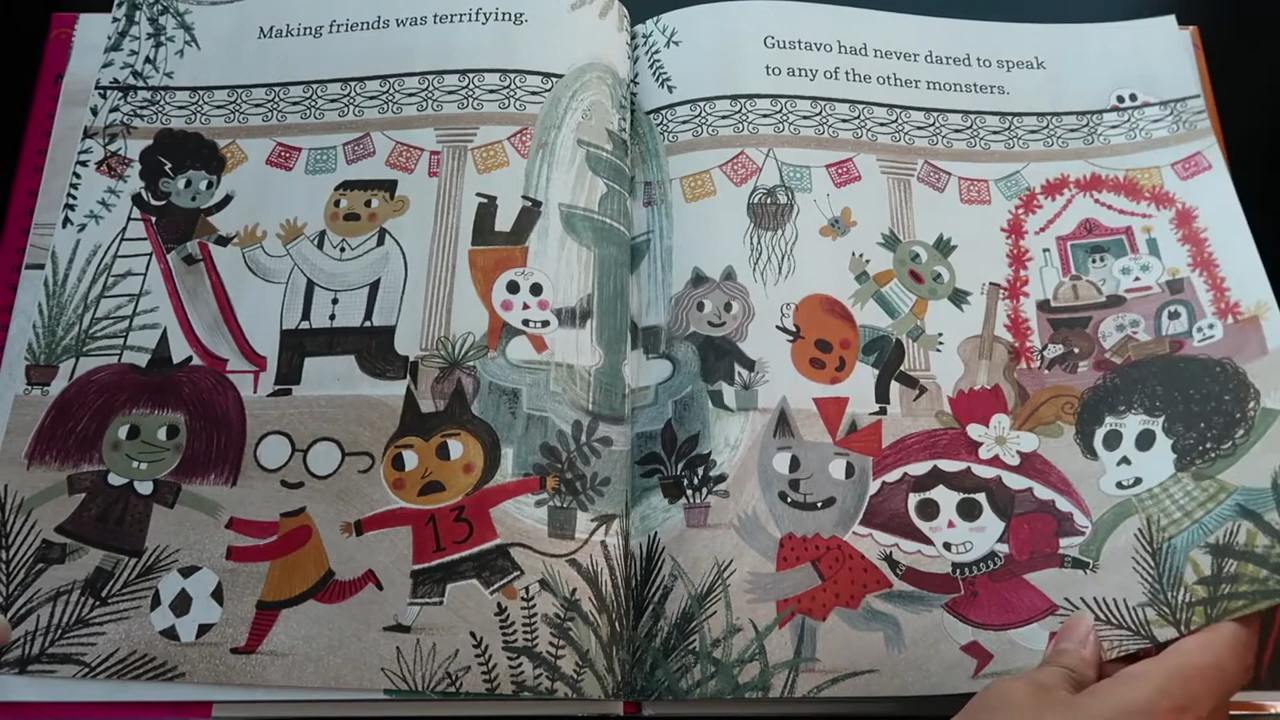 Making friends was terrifying.
Gustavo had never dared to speak
to any of the other monsters.
13